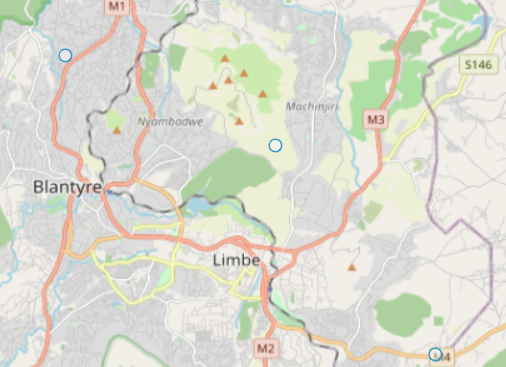 M1
S146
Machinjiri
M3
Nyambadwe
Blantyre
Limbe
M2
M4